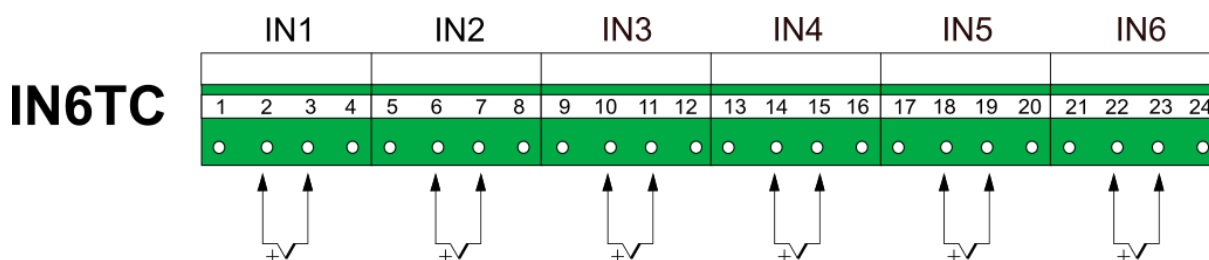 IN1 IN2 IN3 IN4 IN5 IN6
IN6TC
1 2 3 4 5 6 7 8 9 10 11 12 13 14 15 16 17 18 19 20 21 22 23 24
+ + + + + +